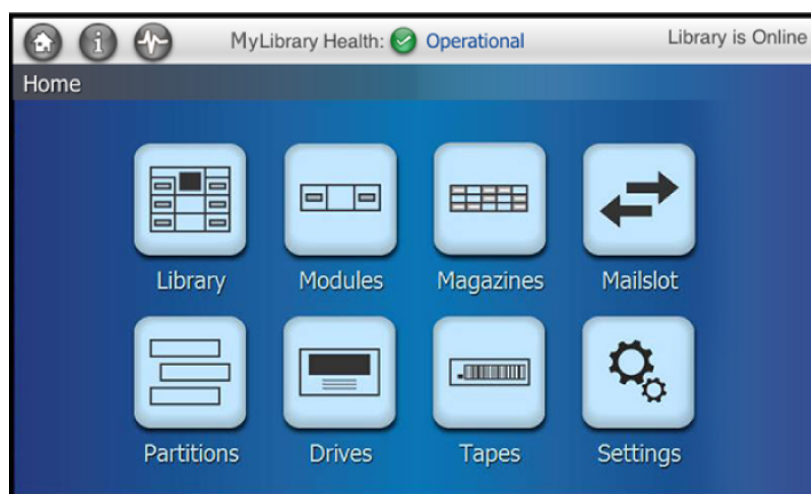 MyLibrary Health: Operational Library is Online
Home
Library Modules Magazines Mailslot
Partitions Drives Tapes Settings